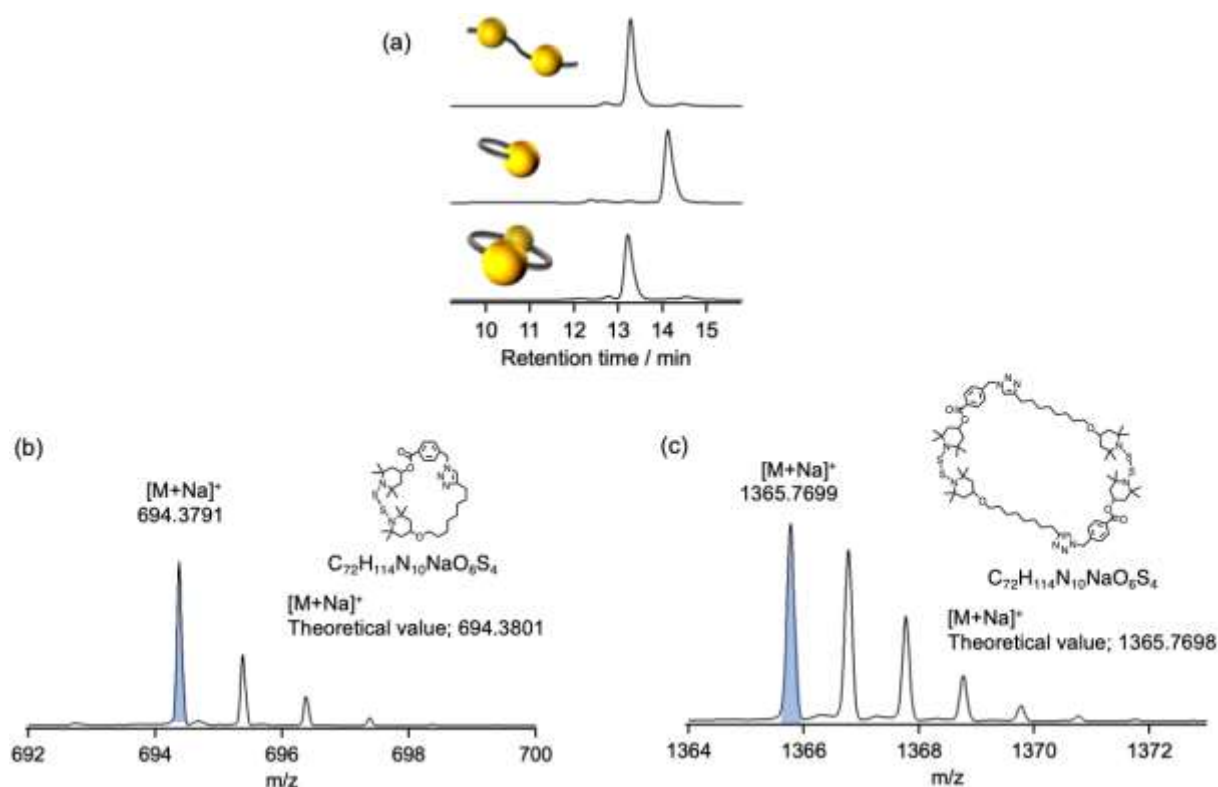 (a)
10 11 12 13 14 15
Retention time / min
(b)
[M+Na]⁺
694.3791
C₇₂H₁₁₄N₁₀NaO₆S₄
[M+Na]⁺
Theoretical value; 694.3801
692 694 696 698 700
m/z
(c)
[M+Na]⁺
1365.7699
C₇₂H₁₁₄N₁₀NaO₆S₄
[M+Na]⁺
Theoretical value; 1365.7698
1364 1366 1368 1370 1372
m/z